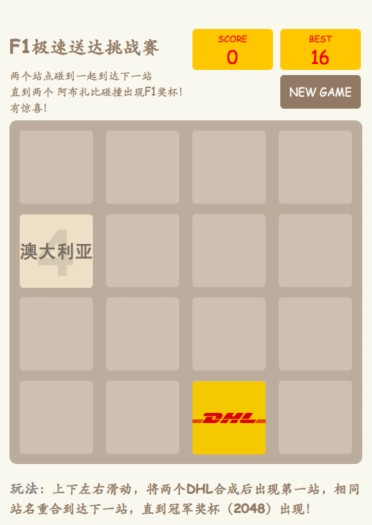 F1极速送达挑战赛
SCORE
0
BEST
16
两个站点碰到一起到达下一站
直到两个 阿布扎比碰撞出现F1奖杯!
有惊喜!
NEW GAME
4
澳大利亚
DHL
玩法：上下左右滑动，将两个DHL合成后出现第一站，相同
站名重合到达下一站，直到冠军奖杯（2048）出现!